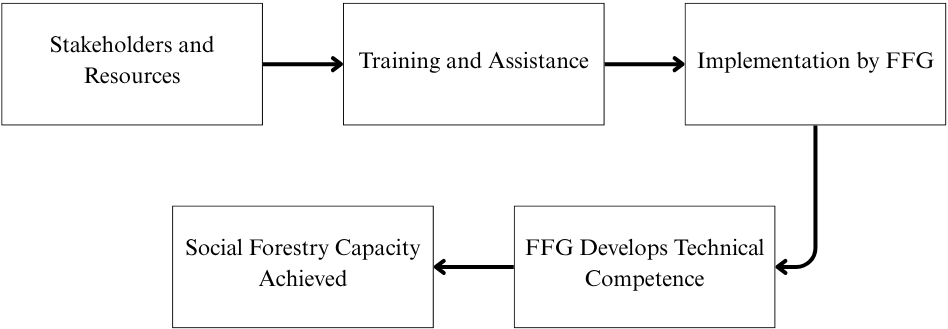 Stakeholders and
Resources
Training and Assistance
Implementation by FFG
FFG Develops Technical
Competence
Social Forestry Capacity
Achieved